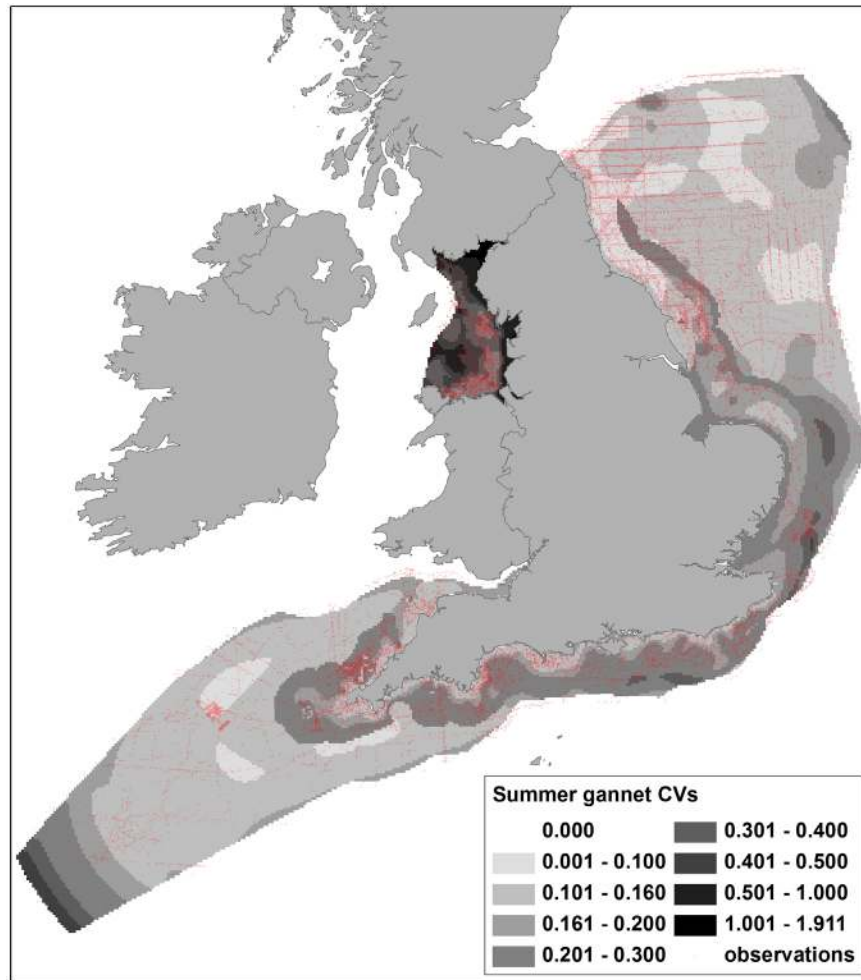 Summer gannet CVs
0.000
0.001 - 0.100
0.101 - 0.160
0.161 - 0.200
0.201 - 0.300
0.301 - 0.400
0.401 - 0.500
0.501 - 1.000
1.001 - 1.911
observations